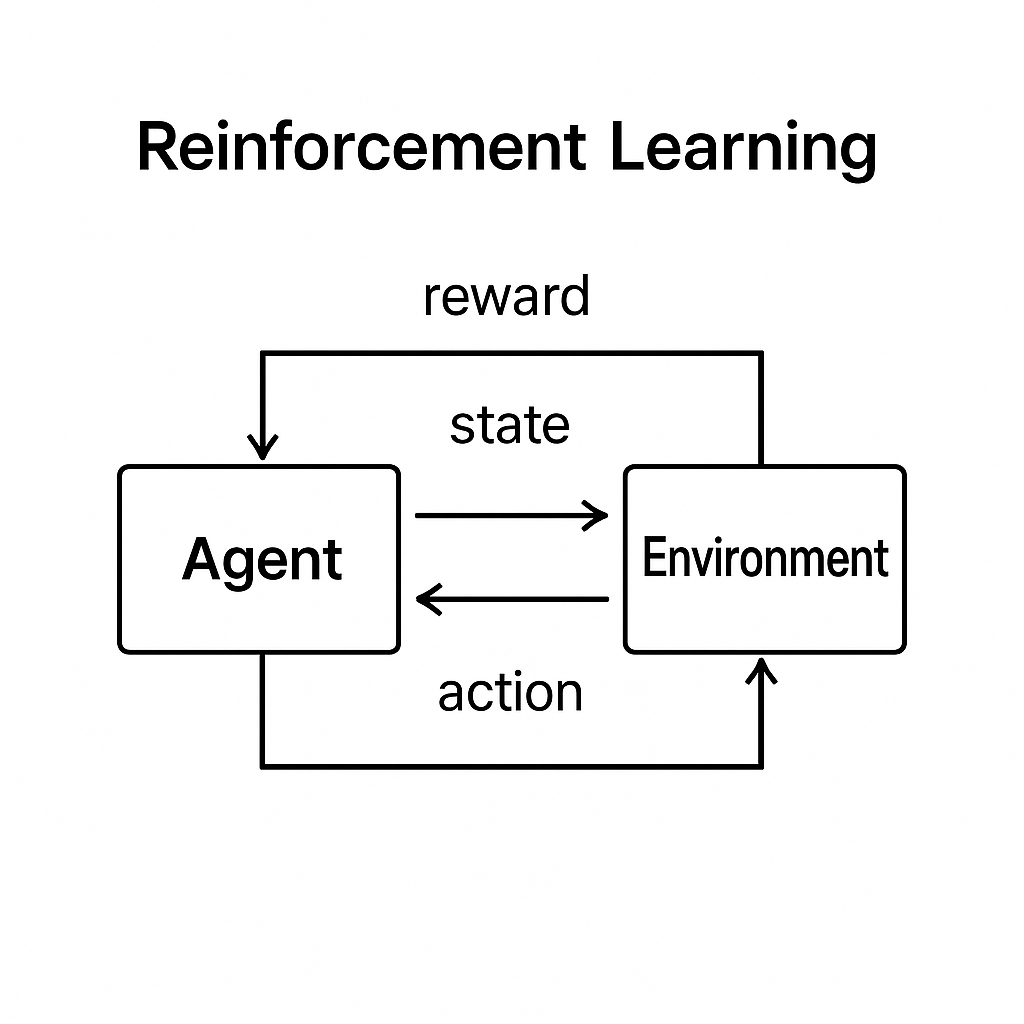 Reinforcement Learning
reward
state
Agent
Environment
action